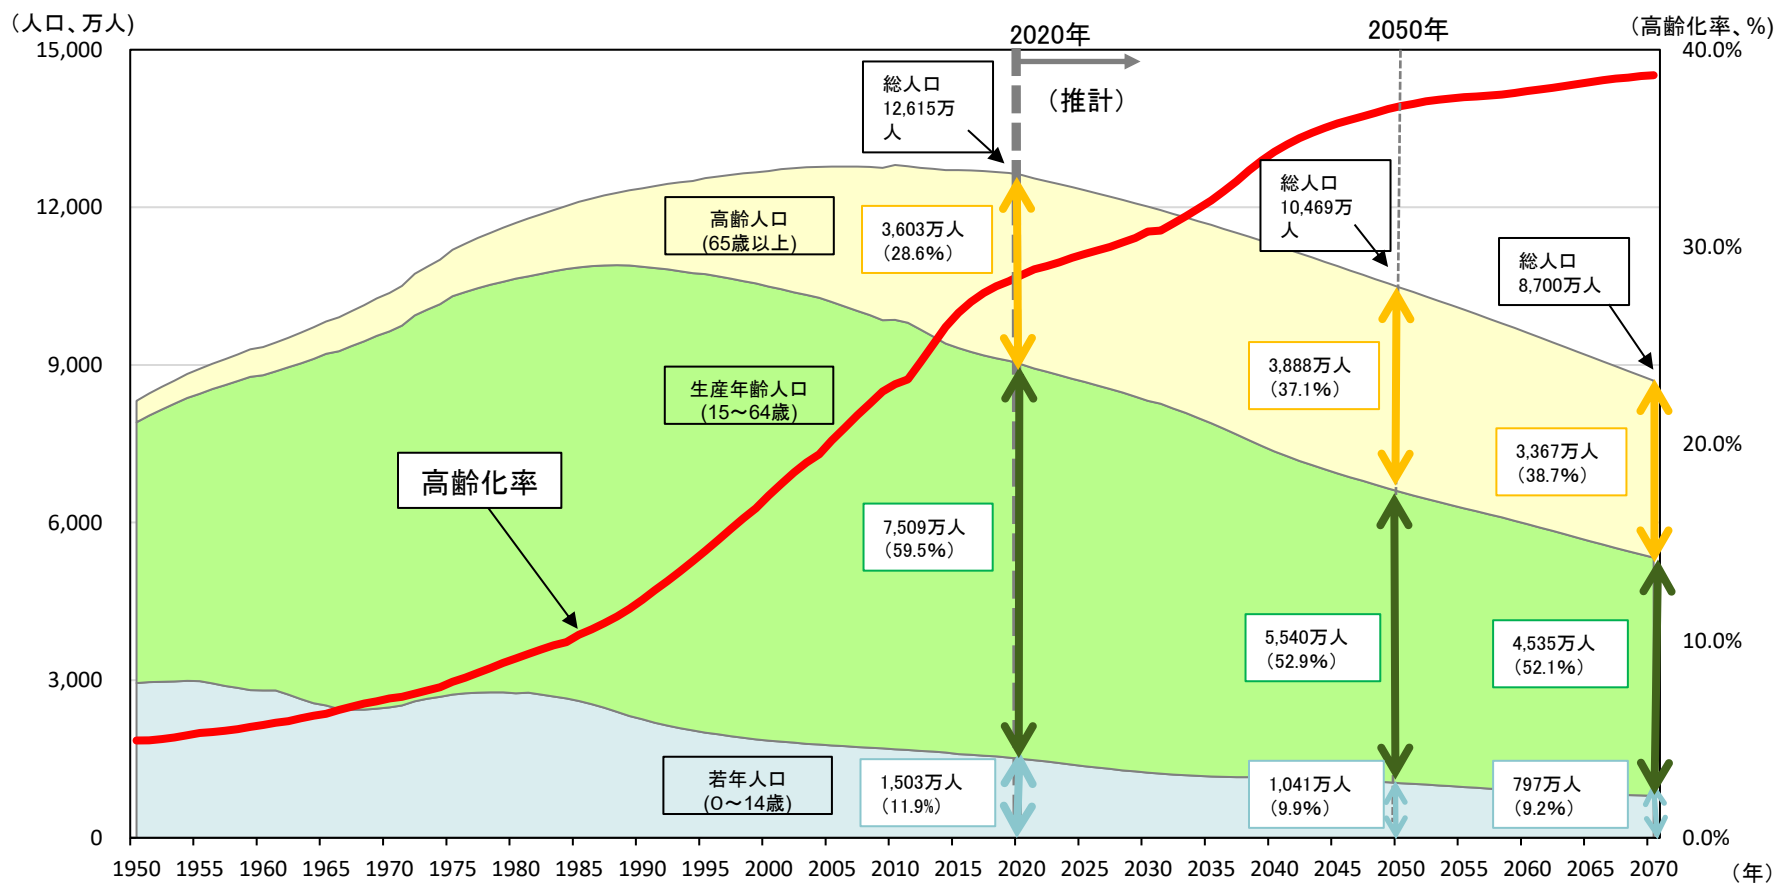 （人口、万人）
2020年
2050年
（高齢化率、%）
15,000
12,000
9,000
6,000
3,000
0
40.0%
30.0%
20.0%
10.0%
0.0%
（推計）
総人口
12,615万
人
総人口
10,469万
人
総人口
8,700万人
高齢人口
(65歳以上)
3,603万人
(28.6%)
3,888万人
(37.1%)
3,367万人
(38.7%)
生産年齢人口
(15～64歳)
高齢化率
7,509万人
(59.5%)
5,540万人
(52.9%)
4,535万人
(52.1%)
若年人口
(0～14歳)
1,503万人
(11.9%)
1,041万人
(9.9%)
797万人
(9.2%)
1950 1955 1960 1965 1970 1975 1980 1985 1990 1995 2000 2005 2010 2015 2020 2025 2030 2035 2040 2045 2050 2055 2060 2065 2070
（年）